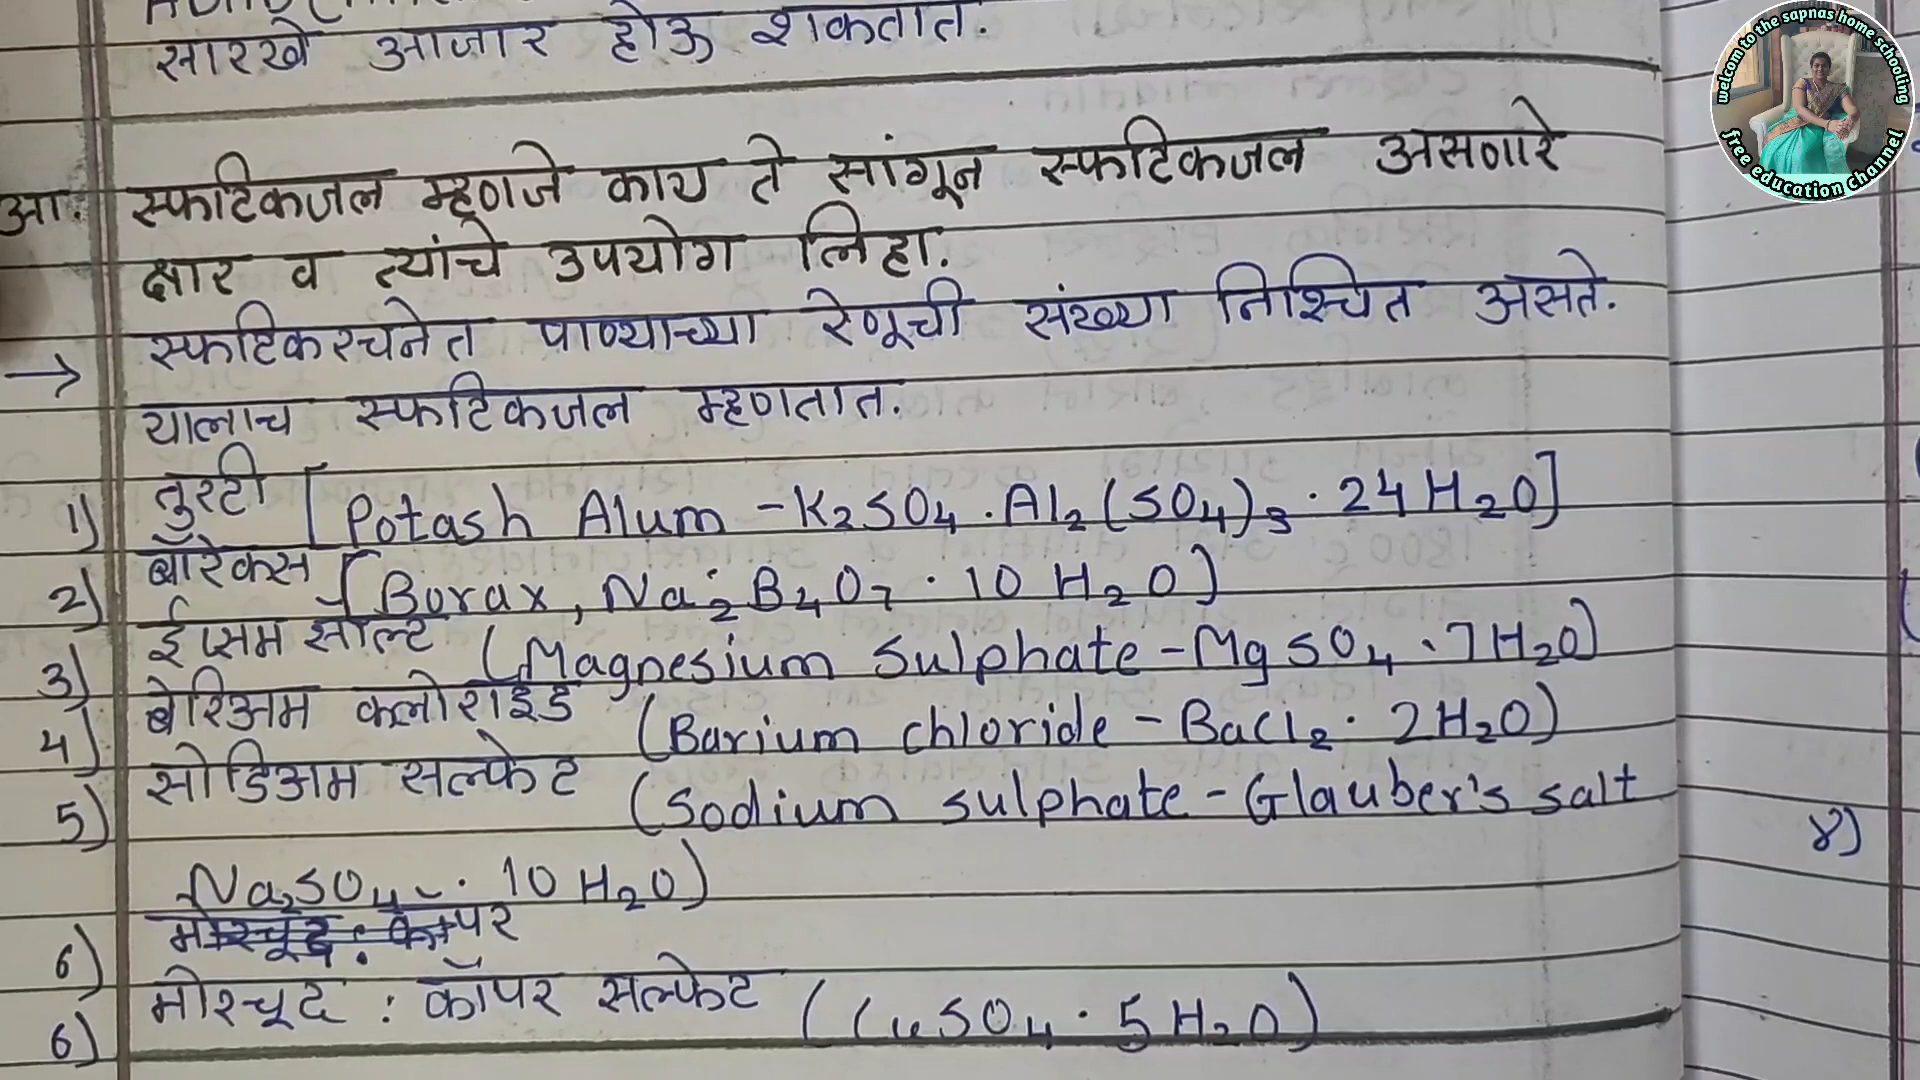 सारखे आजार होऊ शकतात.
आ. स्फटिकजल म्हणजे काय ते सांगून स्फटिकजल असणारे
क्षार व त्यांचे उपयोग लिहा.
→ स्फटिकरचनेत पाण्याच्या रेणूची संख्या निश्चित असते.
यालाच स्फटिकजल म्हणतात.
1) तुरटी [Potash Alum - K₂SO₄ . Al₂(SO₄)₃ · 24 H₂O]
2) बॉरेक्स [Borax, Na₂B₄O₇ · 10 H₂O)
3) ईप्सम सॉल्ट (Magnesium sulphate - MgSO₄ · 7H₂O)
4) बेरिअम क्लोराइड (Barium chloride - BaCl₂ · 2H₂O)
5) सोडिअम सल्फेट (Sodium sulphate - Glauber's salt
Na₂SO₄ · 10 H₂O)
6) मोरचूद : कॉपर
6) मोरचूद : कॉपर सल्फेट (CuSO₄ · 5H₂O)
४)
welcom to the sapnas home schooling
free education channel